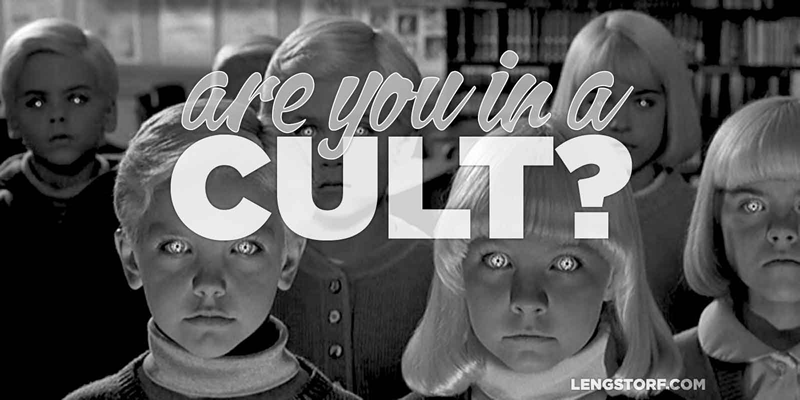 are you in a
CULT?
LENGSTORF.COM